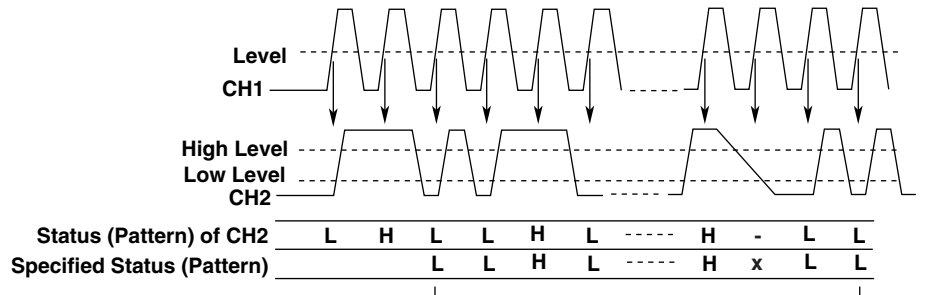 Level
CH1
High Level
Low Level
CH2
Status (Pattern) of CH2 L H L L H L ----- H - L L
Specified Status (Pattern) L L H L ----- H x L L